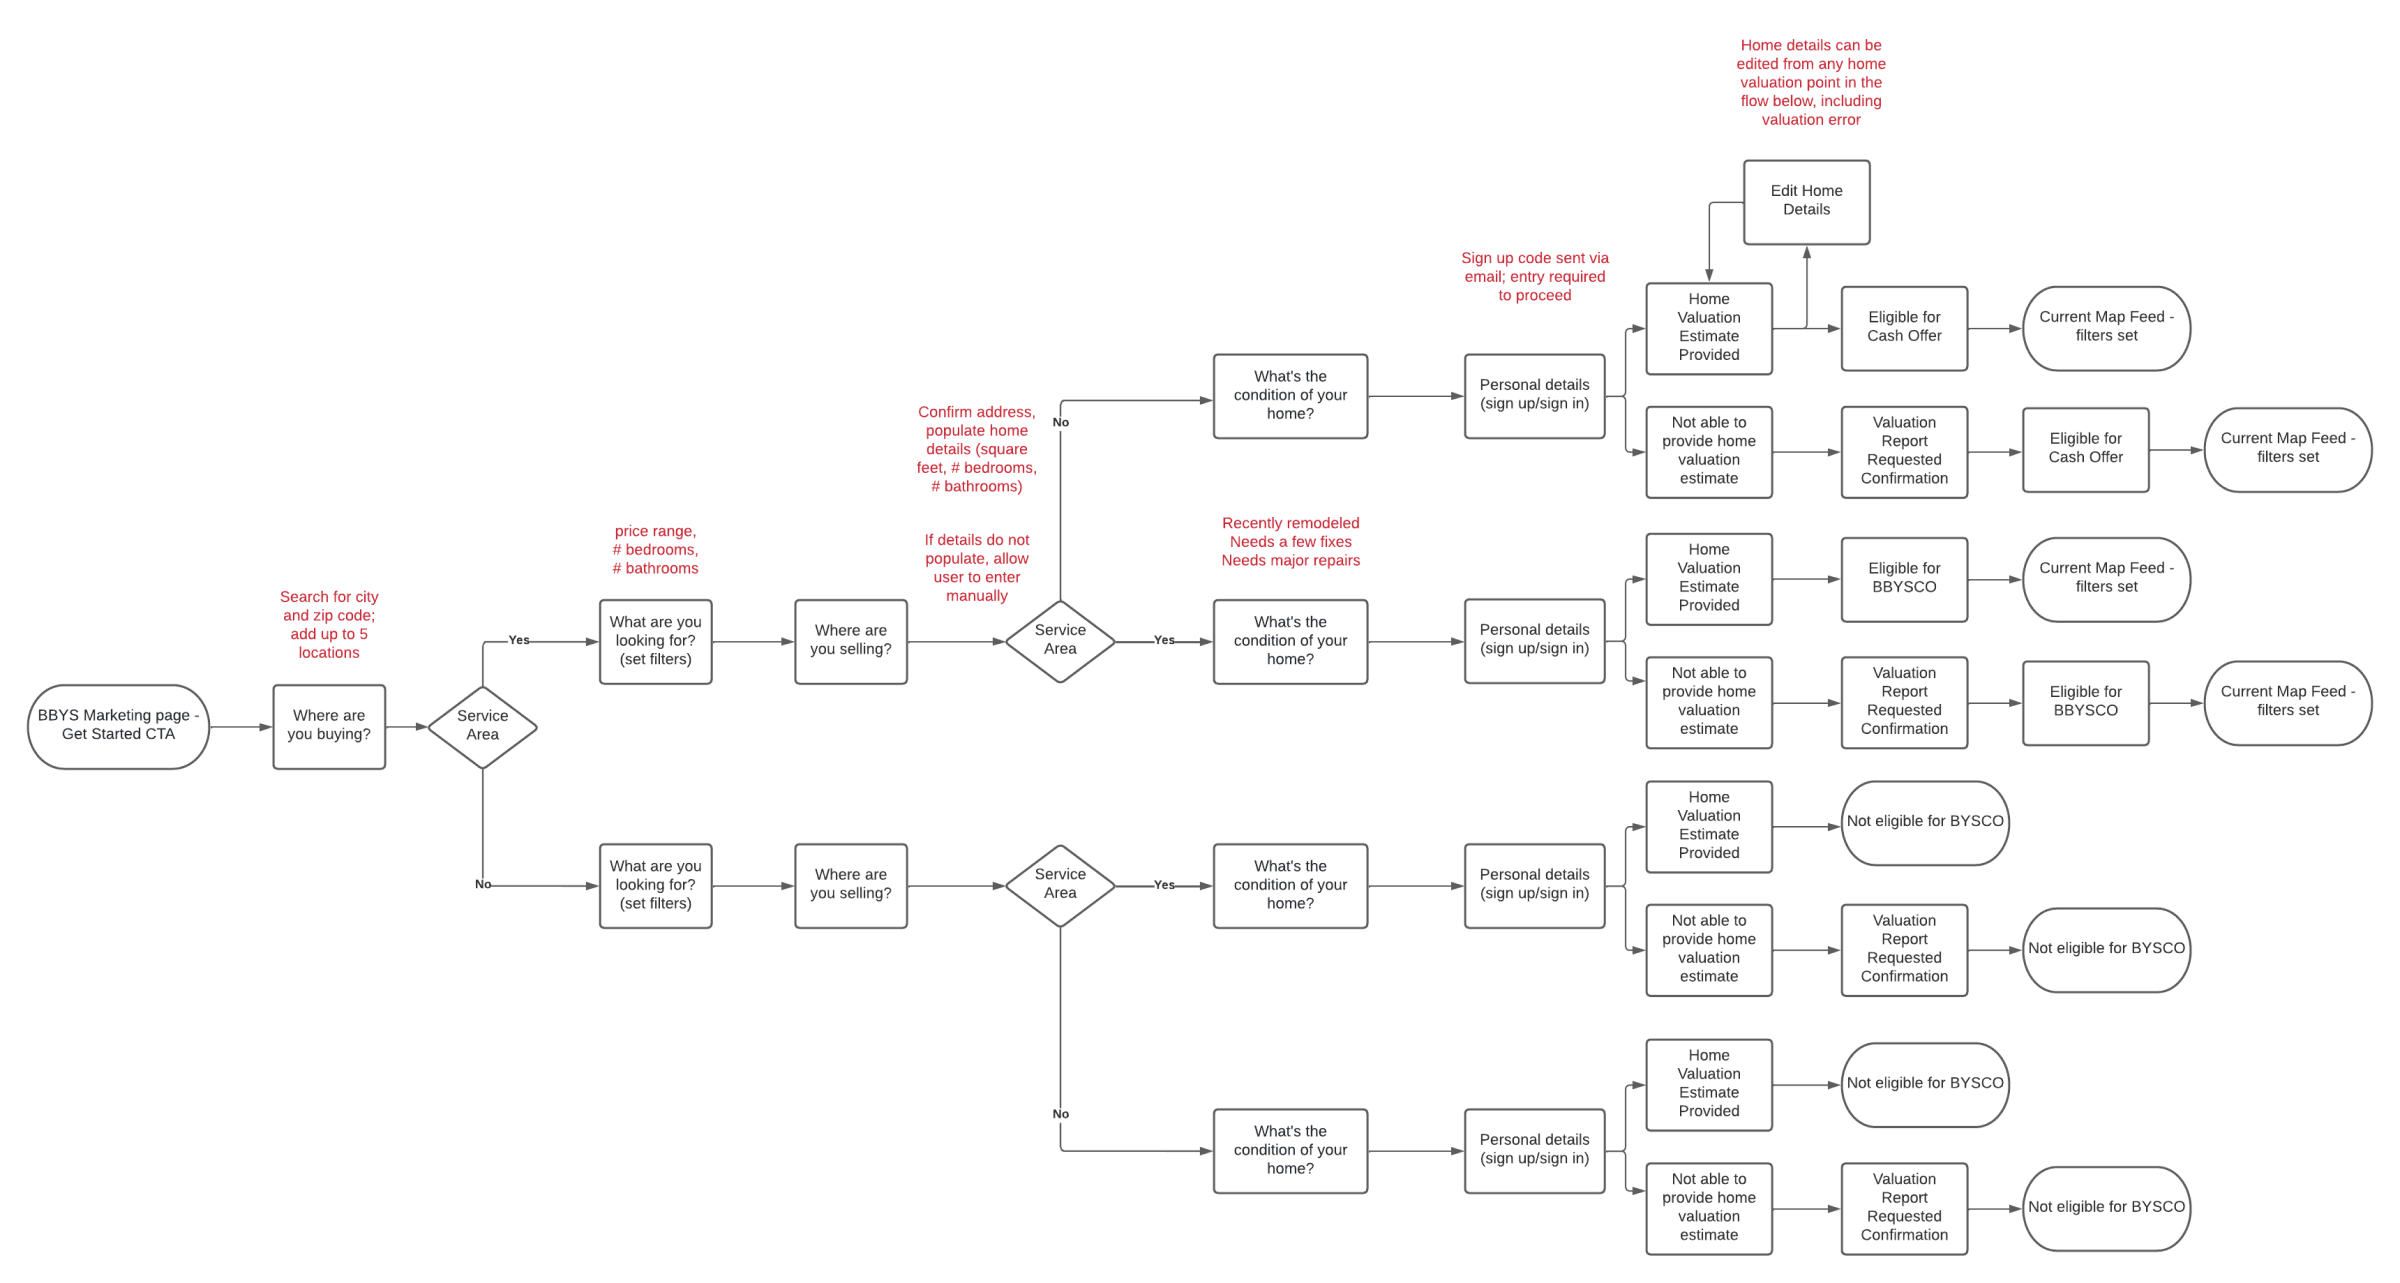 Home details can be
edited from any home
valuation point in the
flow below, including
valuation error
Edit Home
Details
Sign up code sent via
email; entry required
to proceed
Home
Valuation
Estimate
Provided
Eligible for
Cash Offer
Current Map Feed -
filters set
What's the
condition of your
home?
Personal details
(sign up/sign in)
Confirm address,
populate home
details (square
feet, # bedrooms,
# bathrooms)
No
Not able to
provide home
valuation
estimate
Valuation
Report
Requested
Confirmation
Eligible for
Cash Offer
Current Map Feed -
filters set
price range,
# bedrooms,
# bathrooms
If details do not
populate, allow
user to enter
manually
Recently remodeled
Needs a few fixes
Needs major repairs
Home
Valuation
Estimate
Provided
Eligible for
BBYSCO
Current Map Feed -
filters set
Search for city
and zip code;
add up to 5
locations
Yes
What are you
looking for?
(set filters)
Where are
you selling?
Service
Area
Yes
What's the
condition of your
home?
Personal details
(sign up/sign in)
Not able to
provide home
valuation
estimate
Valuation
Report
Requested
Confirmation
Eligible for
BBYSCO
Current Map Feed -
filters set
BBYS Marketing page -
Get Started CTA
Where are
you buying?
Service
Area
Home
Valuation
Estimate
Provided
Not eligible for BYSCO
No
What are you
looking for?
(set filters)
Where are
you selling?
Service
Area
Yes
What's the
condition of your
home?
Personal details
(sign up/sign in)
Not able to
provide home
valuation
estimate
Valuation
Report
Requested
Confirmation
Not eligible for BYSCO
Home
Valuation
Estimate
Provided
Not eligible for BYSCO
No
What's the
condition of your
home?
Personal details
(sign up/sign in)
Not able to
provide home
valuation
estimate
Valuation
Report
Requested
Confirmation
Not eligible for BYSCO